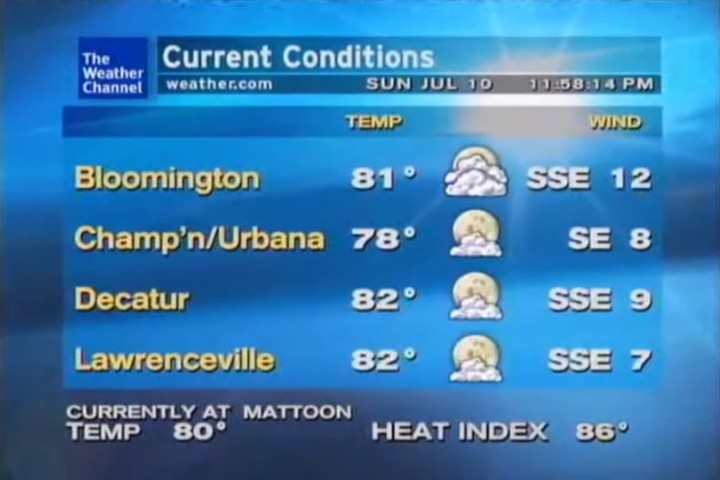 The Weather Channel
Current Conditions
weather.com SUN JUL 10 11:58:14 PM
TEMP WIND
Bloomington 81° SSE 12
Champ'n/Urbana 78° SE 8
Decatur 82° SSE 9
Lawrenceville 82° SSE 7
CURRENTLY AT MATTOON
TEMP 80° HEAT INDEX 86°